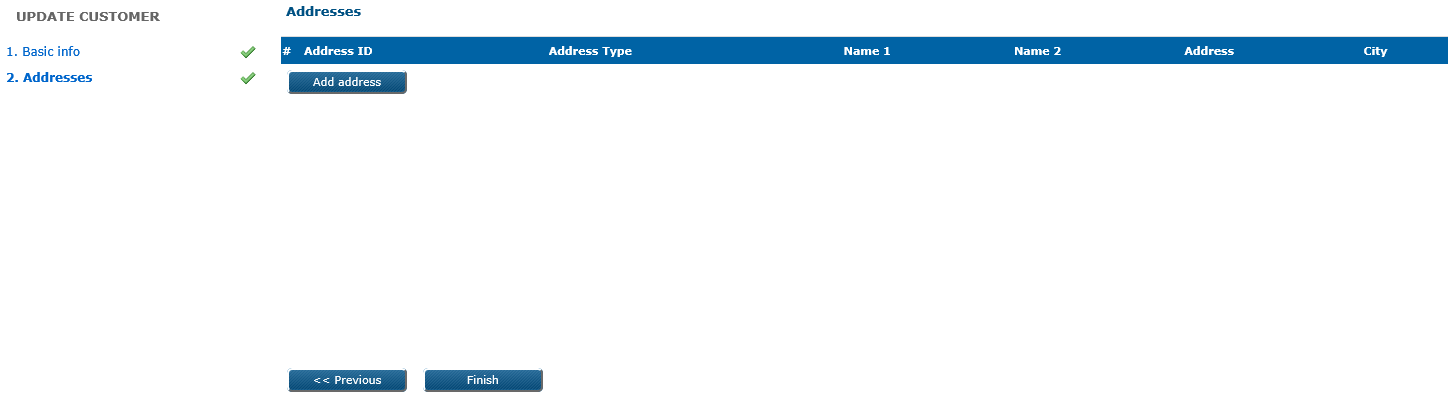 UPDATE CUSTOMER
1. Basic info
2. Addresses
Addresses
# Address ID Address Type Name 1 Name 2 Address City
Add address
<< Previous Finish